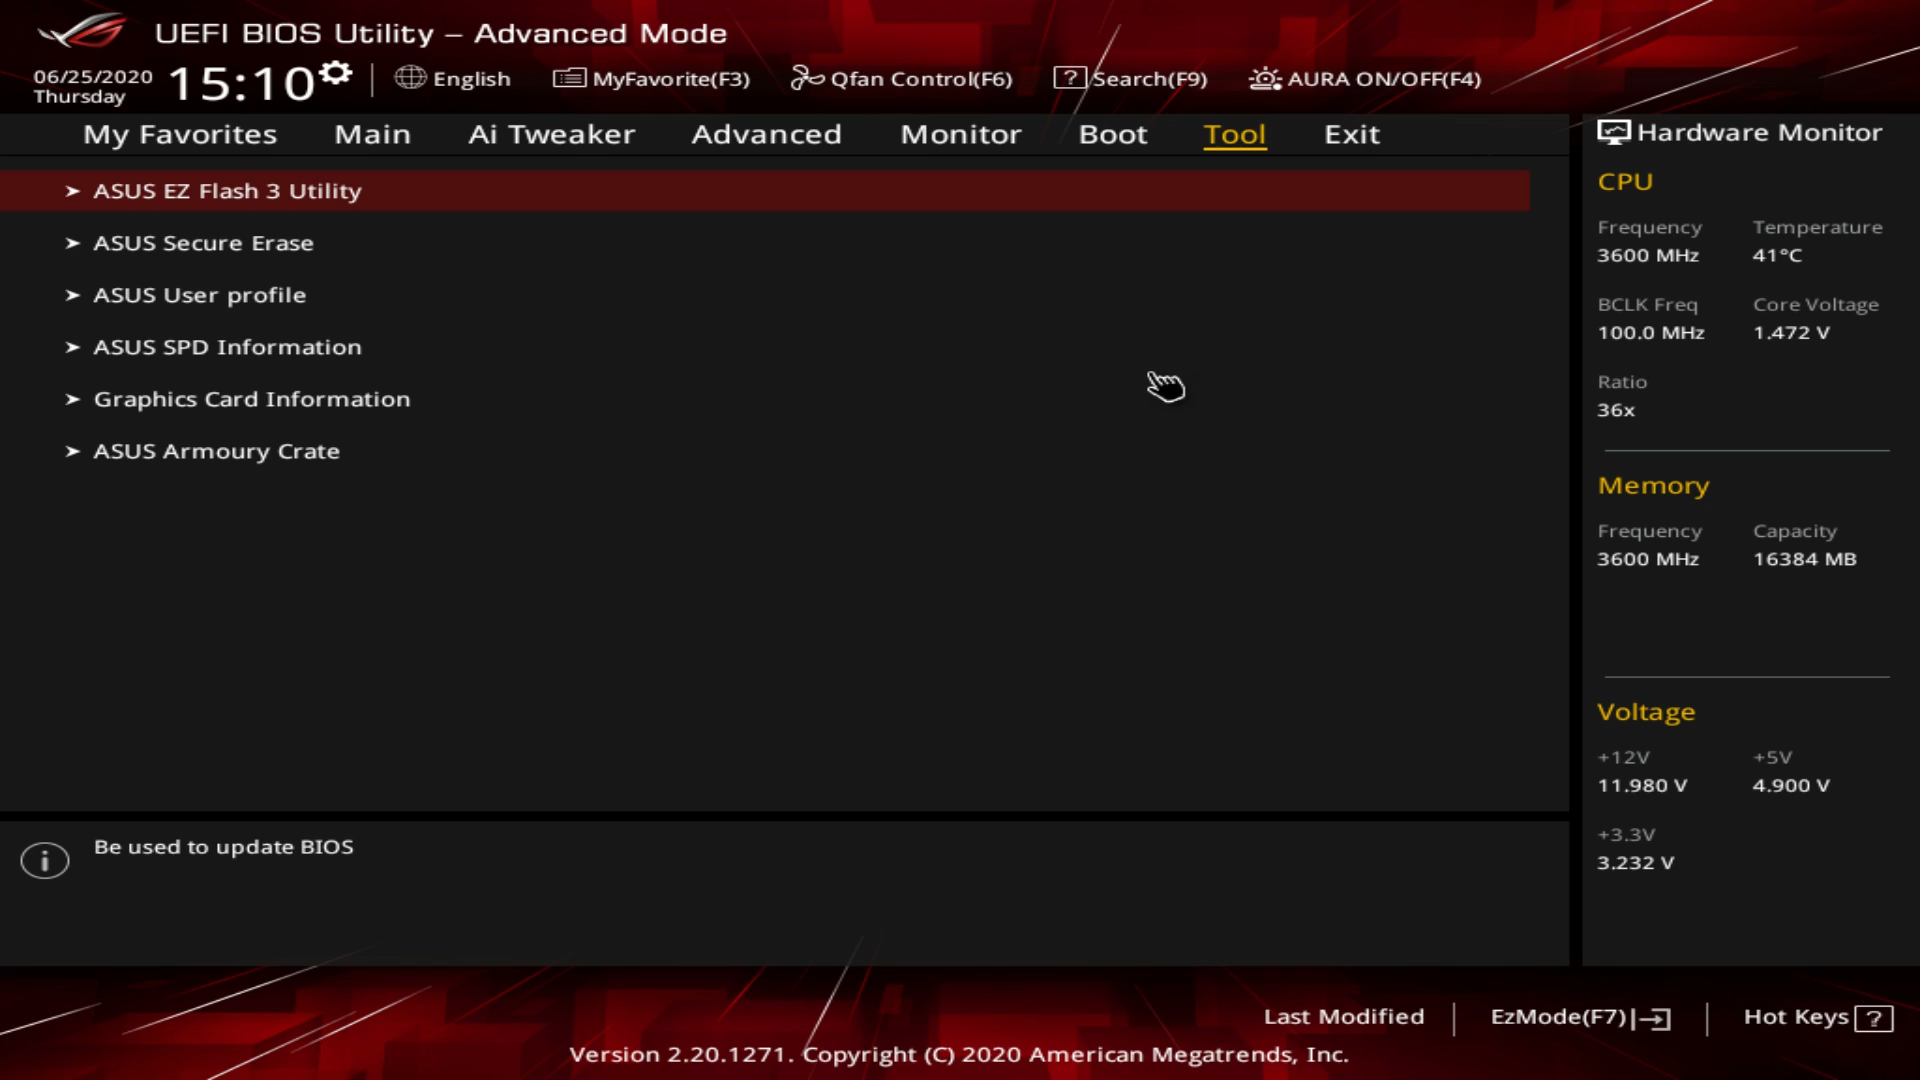 UEFI BIOS Utility – Advanced Mode
06/25/2020
Thursday
15:10
English
MyFavorite(F3)
Qfan Control(F6)
? Search(F9)
AURA ON/OFF(F4)
My Favorites Main Ai Tweaker Advanced Monitor Boot Tool Exit
ASUS EZ Flash 3 Utility
ASUS Secure Erase
ASUS User profile
ASUS SPD Information
Graphics Card Information
ASUS Armoury Crate
Be used to update BIOS
Hardware Monitor
CPU
Frequency Temperature
3600 MHz 41°C
BCLK Freq Core Voltage
100.0 MHz 1.472 V
Ratio
36x
Memory
Frequency Capacity
3600 MHz 16384 MB
Voltage
+12V +5V
11.980 V 4.900 V
+3.3V
3.232 V
Last Modified
EzMode(F7)
Hot Keys ?
Version 2.20.1271. Copyright (C) 2020 American Megatrends, Inc.